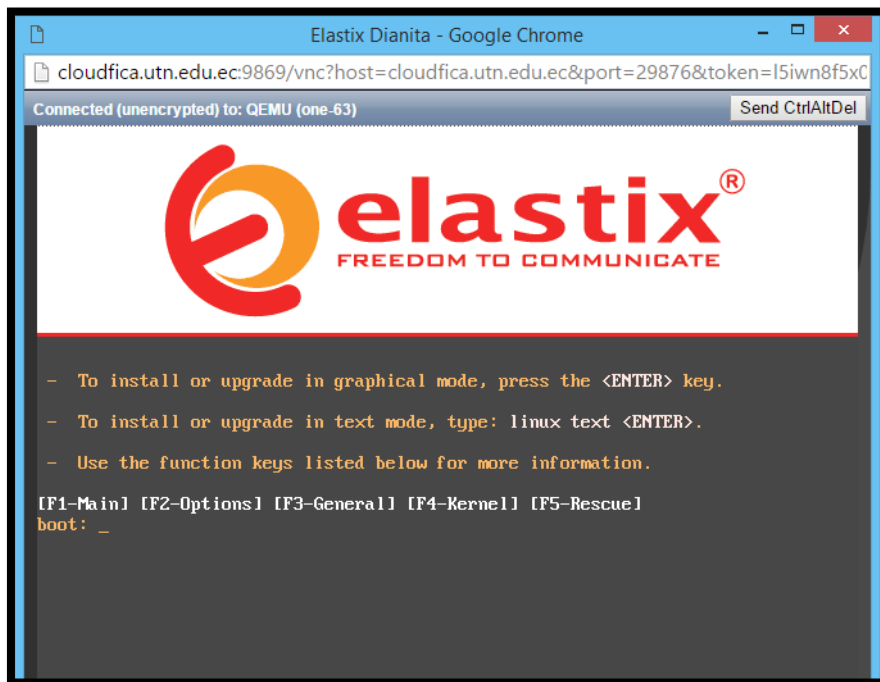 Elastix Dianita - Google Chrome
cloudfica.utn.edu.ec:9869/vnc?host=cloudfica.utn.edu.ec&port=29876&token=l5iwn8f5x0
Connected (unencrypted) to: QEMU (one-63)
Send CtrlAltDel
elastix®
FREEDOM TO COMMUNICATE
- To install or upgrade in graphical mode, press the <ENTER> key.
- To install or upgrade in text mode, type: linux text <ENTER>.
- Use the function keys listed below for more information.
[F1-Main] [F2-Options] [F3-General] [F4-Kernel] [F5-Rescue]
boot: _